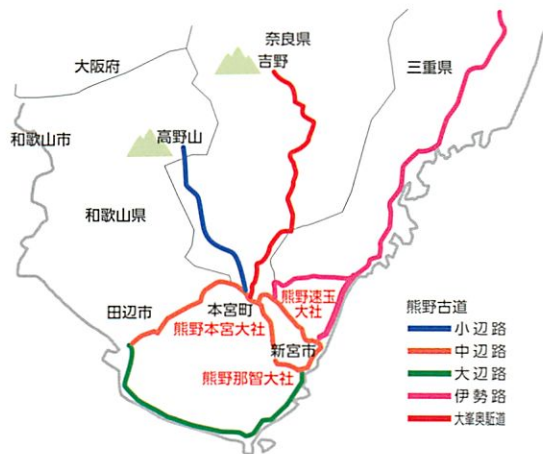 奈良県
吉野
大阪府
三重県
和歌山市
高野山
和歌山県
熊野速玉
大社
田辺市
本宮町
熊野本宮大社
新宮市
熊野那智大社
熊野古道
小辺路
中辺路
大辺路
伊勢路
大峯奥駈道